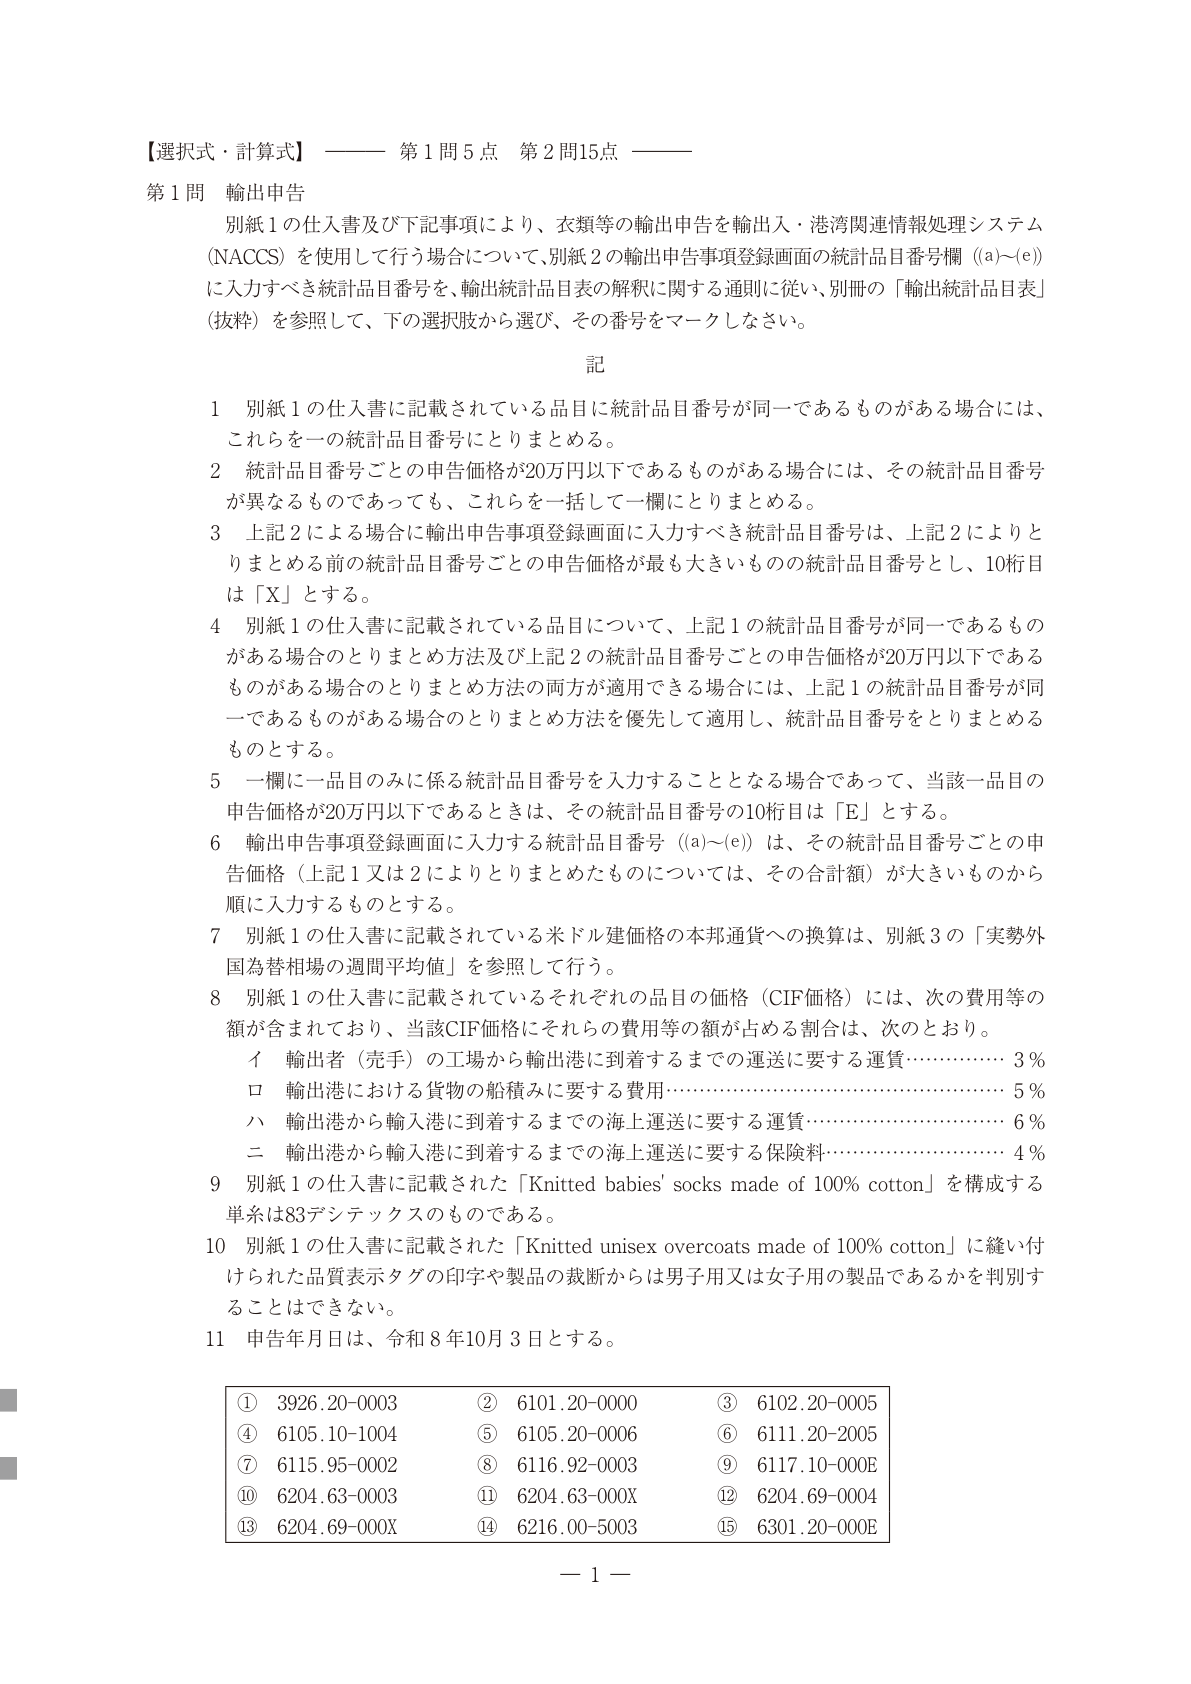 【選択式・計算式】 ――― 第１問５点　第２問15点 ―――
第１問　輸出申告
別紙１の仕入書及び下記事項により、衣類等の輸出申告を輸出入・港湾関連情報処理システム
(NACCS) を使用して行う場合について、別紙２の輸出申告事項登録画面の統計品目番号欄（(a)～(e)）
に入力すべき統計品目番号を、輸出統計品目表の解釈に関する通則に従い、別冊の「輸出統計品目表」
（抜粋）を参照して、下の選択肢から選び、その番号をマークしなさい。
記
１　別紙１の仕入書に記載されている品目に統計品目番号が同一であるものがある場合には、
これらを一の統計品目番号にとりまとめる。
２　統計品目番号ごとの申告価格が20万円以下であるものがある場合には、その統計品目番号
が異なるものであっても、これらを一括して一欄にとりまとめる。
３　上記２による場合に輸出申告事項登録画面に入力すべき統計品目番号は、上記２によりと
りまとめる前の統計品目番号ごとの申告価格が最も大きいものの統計品目番号とし、10桁目
は「X」とする。
４　別紙１の仕入書に記載されている品目について、上記１の統計品目番号が同一であるもの
がある場合のとりまとめ方法及び上記２の統計品目番号ごとの申告価格が20万円以下である
ものがある場合のとりまとめ方法の両方が適用できる場合には、上記１の統計品目番号が同
一であるものがある場合のとりまとめ方法を優先して適用し、統計品目番号をとりまとめる
ものとする。
５　一欄に一品目のみに係る統計品目番号を入力することとなる場合であって、当該一品目の
申告価格が20万円以下であるときは、その統計品目番号の10桁目は「E」とする。
６　輸出申告事項登録画面に入力する統計品目番号（(a)～(e)）は、その統計品目番号ごとの申
告価格（上記１又は２によりとりまとめたものについては、その合計額）が大きいものから
順に入力するものとする。
７　別紙１の仕入書に記載されている米ドル建価格の本邦通貨への換算は、別紙３の「実勢外
国為替相場の週間平均値」を参照して行う。
８　別紙１の仕入書に記載されているそれぞれの品目の価格（CIF価格）には、次の費用等の
額が含まれており、当該CIF価格にそれらの費用等の額が占める割合は、次のとおり。
イ　輸出者（売手）の工場から輸出港に到着するまでの運送に要する運賃…………… ３％
ロ　輸出港における貨物の船積みに要する費用…………………………………………… ５％
ハ　輸出港から輸入港に到着するまでの海上運送に要する運賃………………………… ６％
ニ　輸出港から輸入港に到着するまでの海上運送に要する保険料……………………… ４％
９　別紙１の仕入書に記載された「Knitted babies' socks made of 100% cotton」を構成する
単糸は83デシテックスのものである。
10　別紙１の仕入書に記載された「Knitted unisex overcoats made of 100% cotton」に縫い付
けられた品質表示タグの印字や製品の裁断からは男子用又は女子用の製品であるかを判別す
ることはできない。
11　申告年月日は、令和８年10月３日とする。
①　3926.20-0003　　②　6101.20-0000　　③　6102.20-0005
④　6105.10-1004　　⑤　6105.20-0006　　⑥　6111.20-2005
⑦　6115.95-0002　　⑧　6116.92-0003　　⑨　6117.10-000E
⑩　6204.63-0003　　⑪　6204.63-000X　　⑫　6204.69-0004
⑬　6204.69-000X　　⑭　6216.00-5003　　⑮　6301.20-000E
― 1 ―